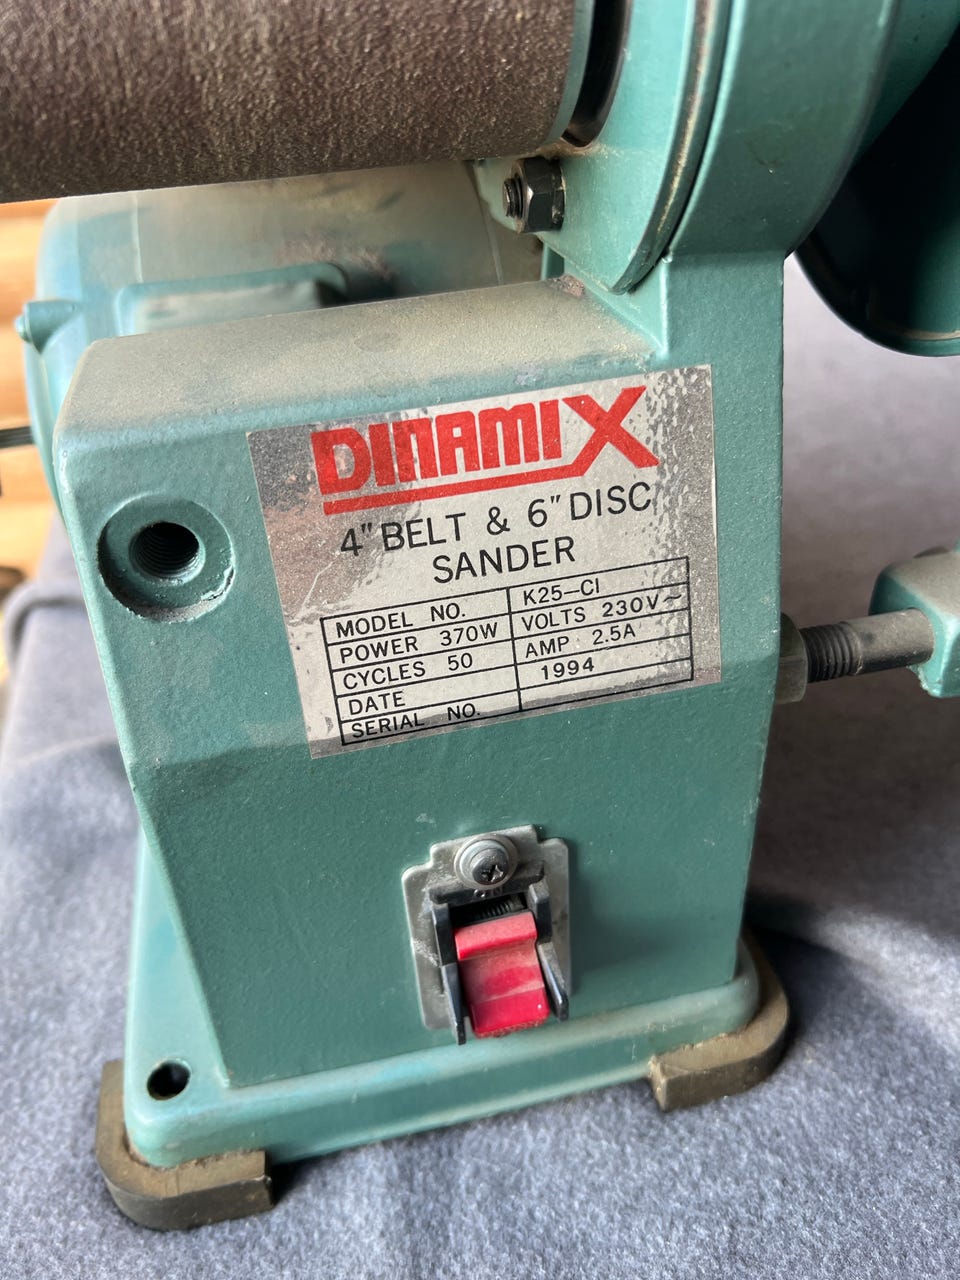 DINAMIX
4" BELT & 6" DISC
SANDER
MODEL NO. K25-CI
POWER 370W VOLTS 230V~
CYCLES 50 AMP 2.5A
DATE 1994
SERIAL NO.